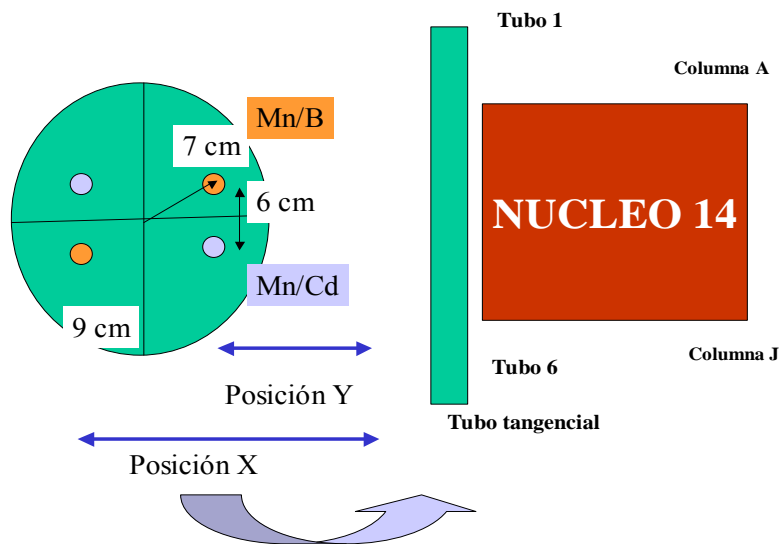 Mn/B
7 cm
6 cm
Mn/Cd
9 cm
Posición Y
Posición X
Tubo 1
Columna A
NUCLEO 14
Columna J
Tubo 6
Tubo tangencial